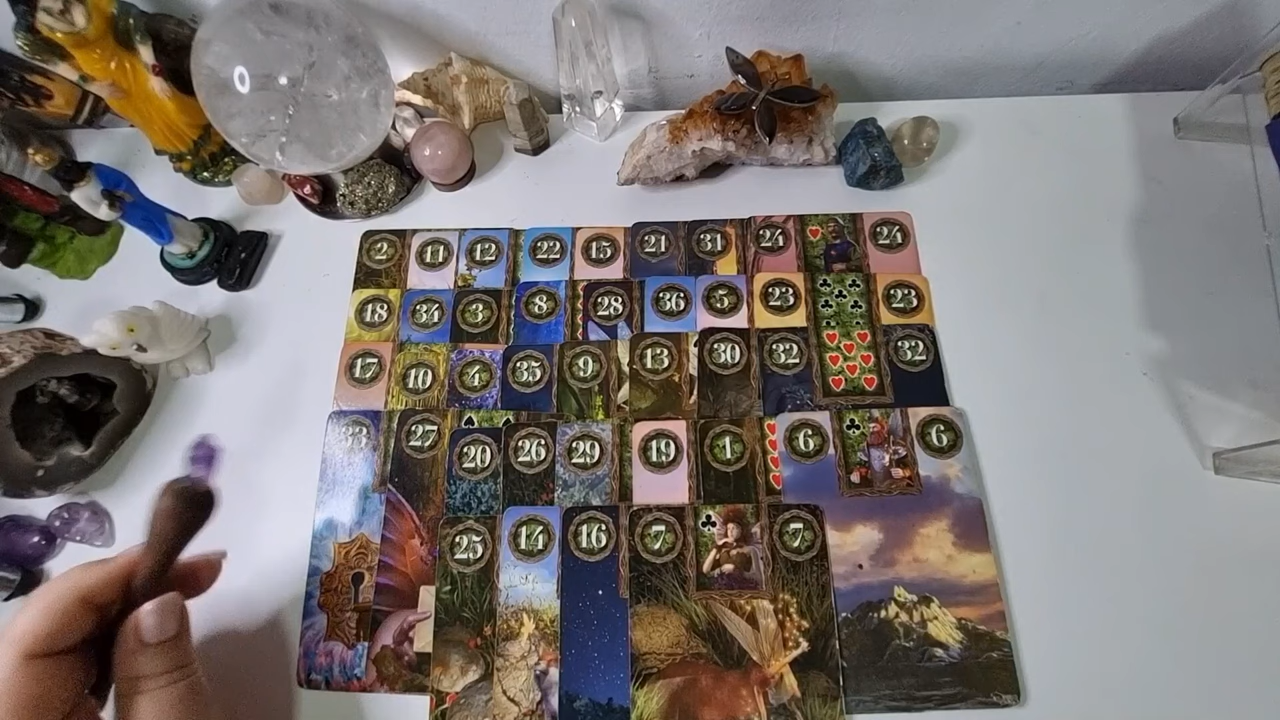 2 11 12 22 15 21 31 24 24
18 34 3 8 28 36 5 23 23
17 10 4 35 9 13 30 32 32
33 27 20 26 29 19 1 6 6
25 14 16 7 7